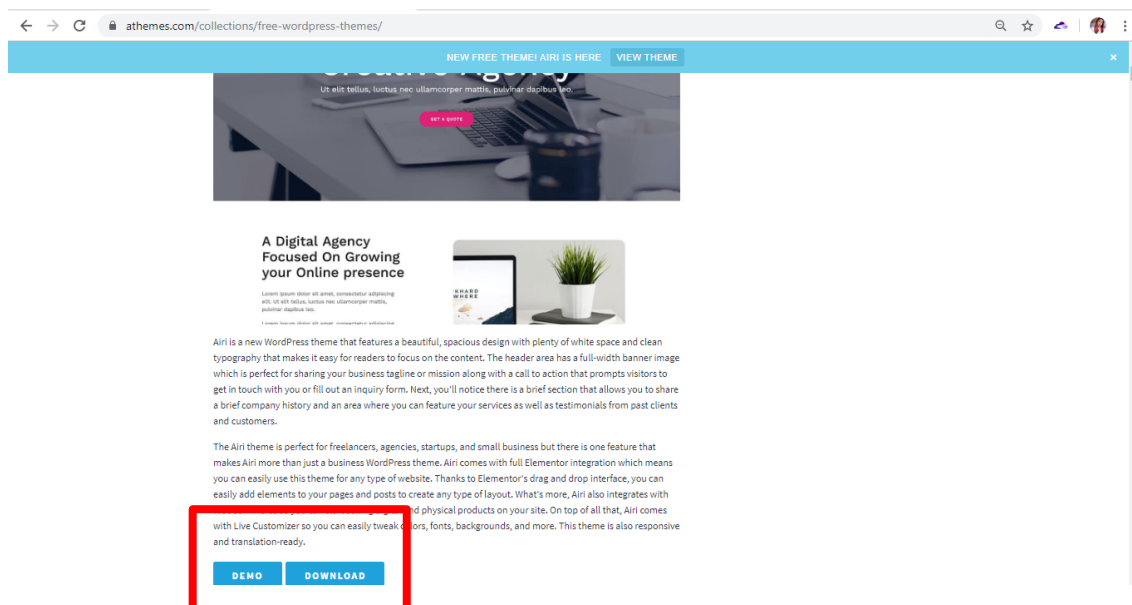 athemes.com/collections/free-wordpress-themes/
NEW FREE THEME! AIRI IS HERE VIEW THEME ×
Creative Agency
Ut elit tellus, luctus nec ullamcorper mattis, pulvinar dapibus leo.
GET A QUOTE
A Digital Agency
Focused On Growing
your Online presence
Lorem ipsum dolor sit amet, consectetur adipiscing
elit. Ut elit tellus, luctus nec ullamcorper mattis,
pulvinar dapibus leo.
Lorem ipsum dolor sit amet, consectetur adipiscing
Airi is a new WordPress theme that features a beautiful, spacious design with plenty of white space and clean
typography that makes it easy for readers to focus on the content. The header area has a full-width banner image
which is perfect for sharing your business tagline or mission along with a call to action that prompts visitors to
get in touch with you or fill out an inquiry form. Next, you'll notice there is a brief section that allows you to share
a brief company history and an area where you can feature your services as well as testimonials from past clients
and customers.
The Airi theme is perfect for freelancers, agencies, startups, and small business but there is one feature that
makes Airi more than just a business WordPress theme. Airi comes with full Elementor integration which means
you can easily use this theme for any type of website. Thanks to Elementor's drag and drop interface, you can
easily add elements to your pages and posts to create any type of layout. What's more, Airi also integrates with
nd physical products on your site. On top of all that, Airi comes
with Live Customizer so you can easily tweak colors, fonts, backgrounds, and more. This theme is also responsive
and translation-ready.
DEMO DOWNLOAD